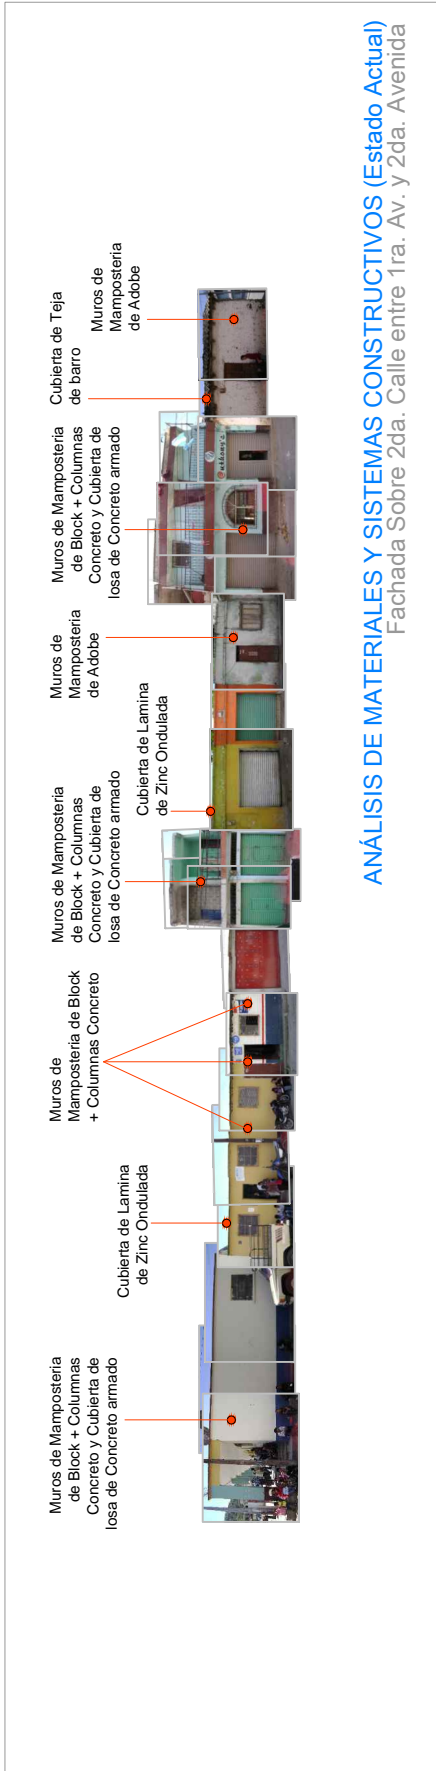 Muros de Mamposteria
de Block + Columnas
Concreto y Cubierta de
losa de Concreto armado
Cubierta de Lamina
de Zinc Ondulada
Muros de
Mamposteria de Block
+ Columnas Concreto
Muros de Mamposteria
de Block + Columnas
Concreto y Cubierta de
losa de Concreto armado
Cubierta de Lamina
de Zinc Ondulada
Muros de
Mamposteria
de Adobe
Muros de Mamposteria
de Block + Columnas
Concreto y Cubierta de
losa de Concreto armado
Cubierta de Teja
de barro
Muros de
Mamposteria
de Adobe
ANÁLISIS DE MATERIALES Y SISTEMAS CONSTRUCTIVOS (Estado Actual)
Fachada Sobre 2da. Calle entre 1ra. Av. y 2da. Avenida